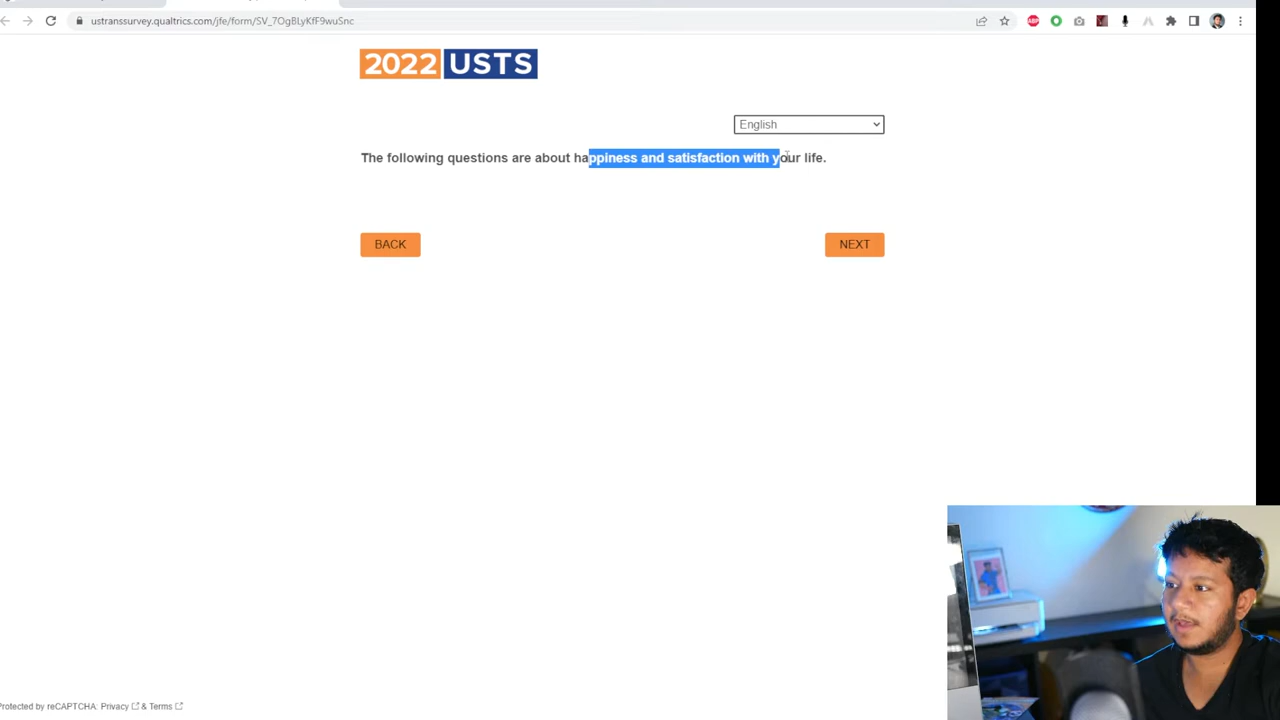 ustranssurvey.qualtrics.com/jfe/form/SV_7OgBLyKfF9wuSnc
2022 USTS
English
The following questions are about happiness and satisfaction with your life.
BACK
NEXT
Protected by reCAPTCHA: Privacy & Terms